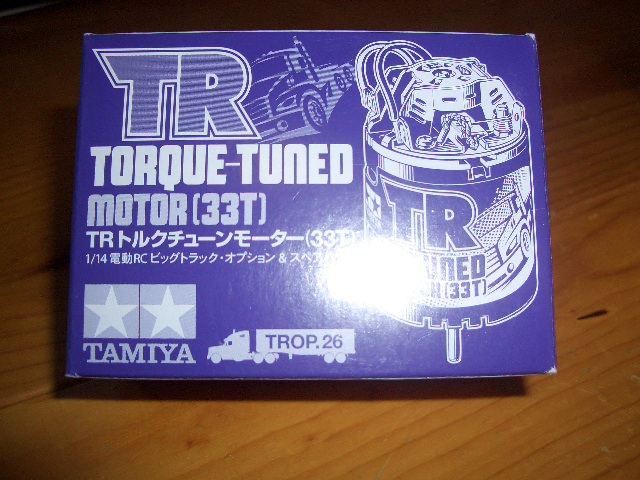 TR
TORQUE-TUNED
MOTOR (33T)
TRトルクチューンモーター(33T)
1/14 電動RCビッグトラック・オプション & スペア
TAMIYA
TROP.26
TR
TUNED
(33T)